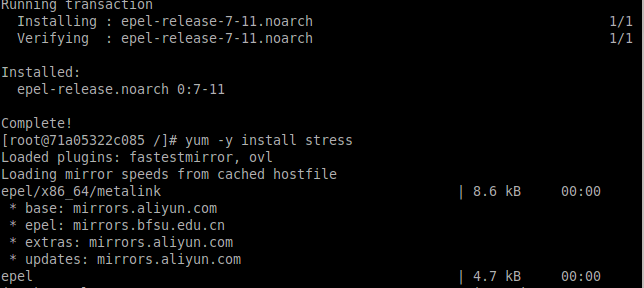 Running transaction
Installing : epel-release-7-11.noarch 1/1
Verifying : epel-release-7-11.noarch 1/1
Installed:
epel-release.noarch 0:7-11
Complete!
[root@71a05322c085 /]# yum -y install stress
Loaded plugins: fastestmirror, ovl
Loading mirror speeds from cached hostfile
epel/x86_64/metalink | 8.6 kB 00:00
* base: mirrors.aliyun.com
* epel: mirrors.bfsu.edu.cn
* extras: mirrors.aliyun.com
* updates: mirrors.aliyun.com
epel | 4.7 kB 00:00